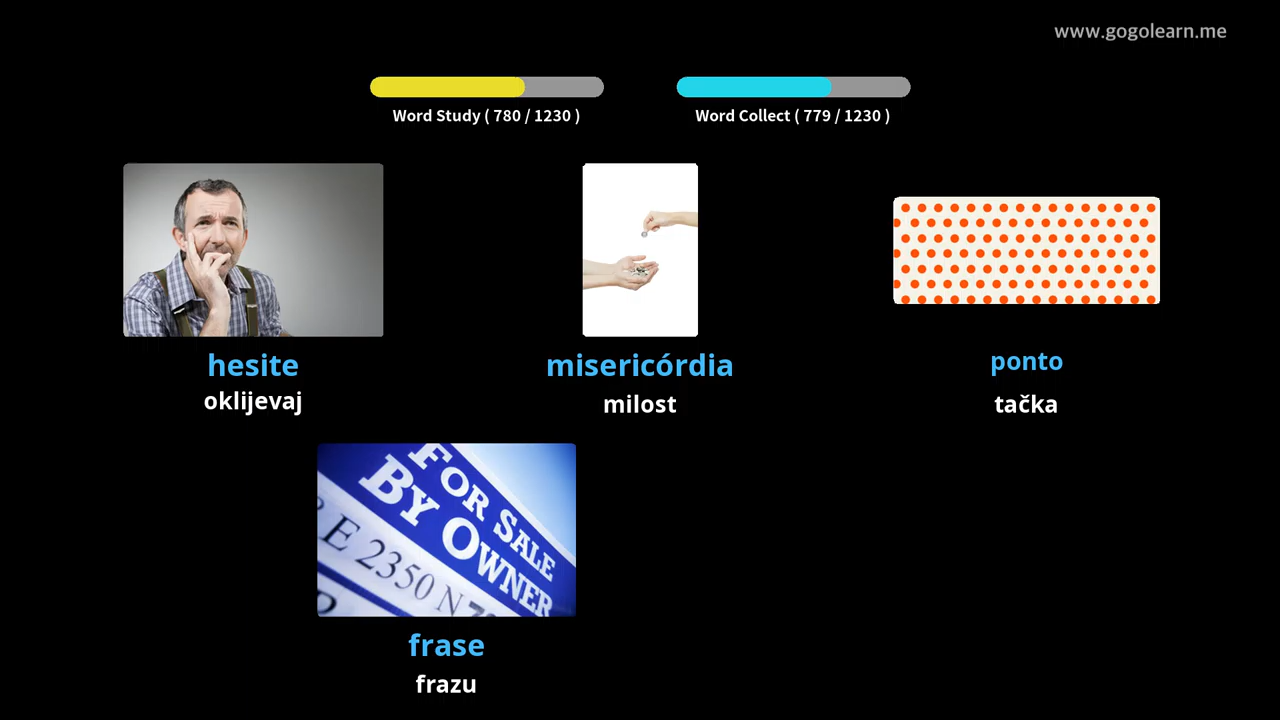 www.gogolearn.me
Word Study ( 780 / 1230 )
Word Collect ( 779 / 1230 )
hesite
oklijevaj
misericórdia
milost
ponto
tačka
FOR SALE
BY OWNER
E 2350 N
frase
frazu